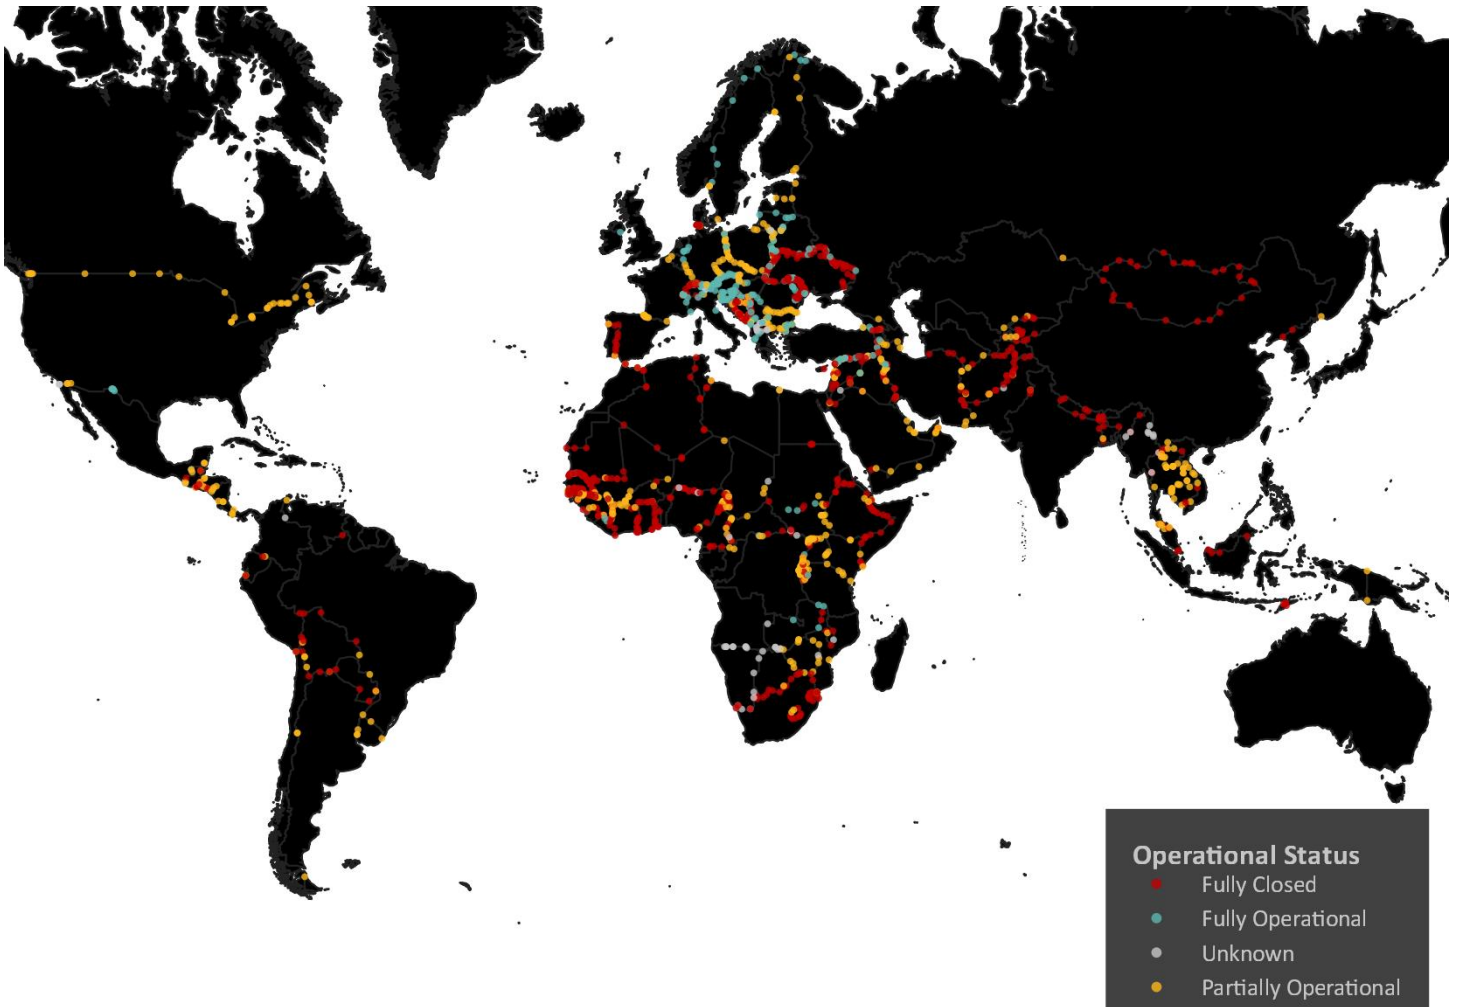 Operational Status
Fully Closed
Fully Operational
Unknown
Partially Operational